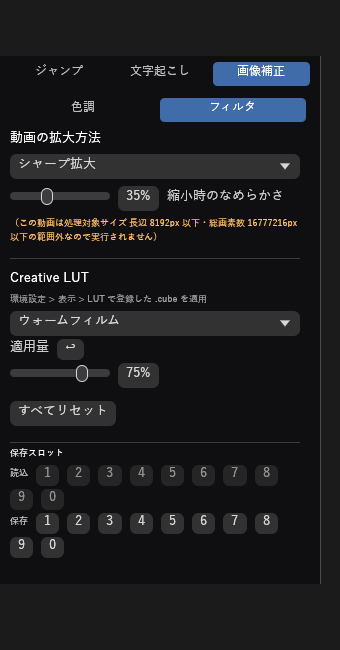 ジャンプ 文字起こし 画像補正
色調 フィルタ
動画の拡大方法
シャープ拡大
35% 縮小時のなめらかさ
（この動画は処理対象サイズ 長辺 8192px 以下・総画素数 16777216px
以下の範囲外なので実行されません）
Creative LUT
環境設定 > 表示 > LUT で登録した .cube を適用
ウォームフィルム
適用量 ↩
75%
すべてリセット
保存スロット
読込 1 2 3 4 5 6 7 8
9 0
保存 1 2 3 4 5 6 7 8
9 0